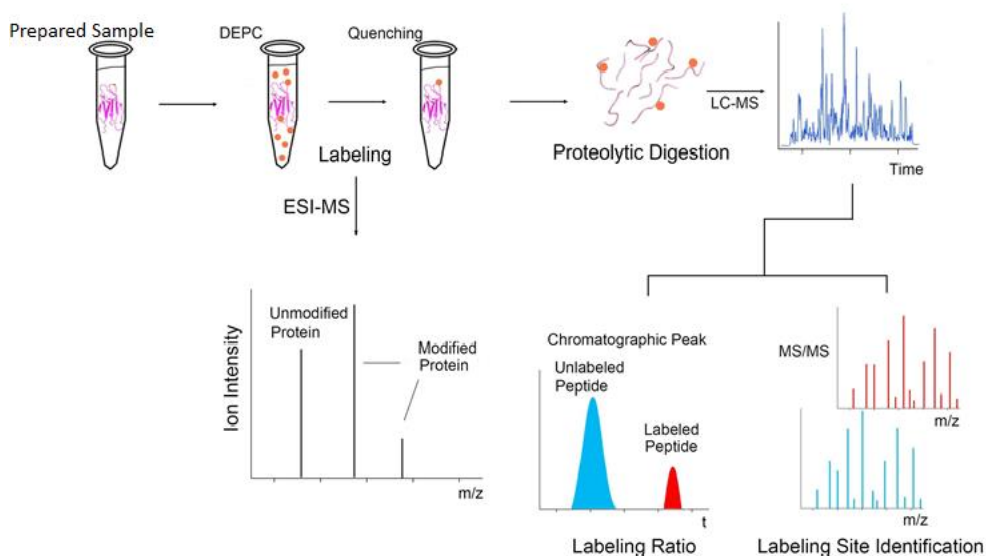 Prepared Sample
DEPC
Quenching
Labeling
Proteolytic Digestion
LC-MS
Time
ESI-MS
Ion Intensity
Unmodified
Protein
Modified
Protein
m/z
Chromatographic Peak
Unlabeled
Peptide
Labeled
Peptide
t
Labeling Ratio
MS/MS
m/z
m/z
Labeling Site Identification